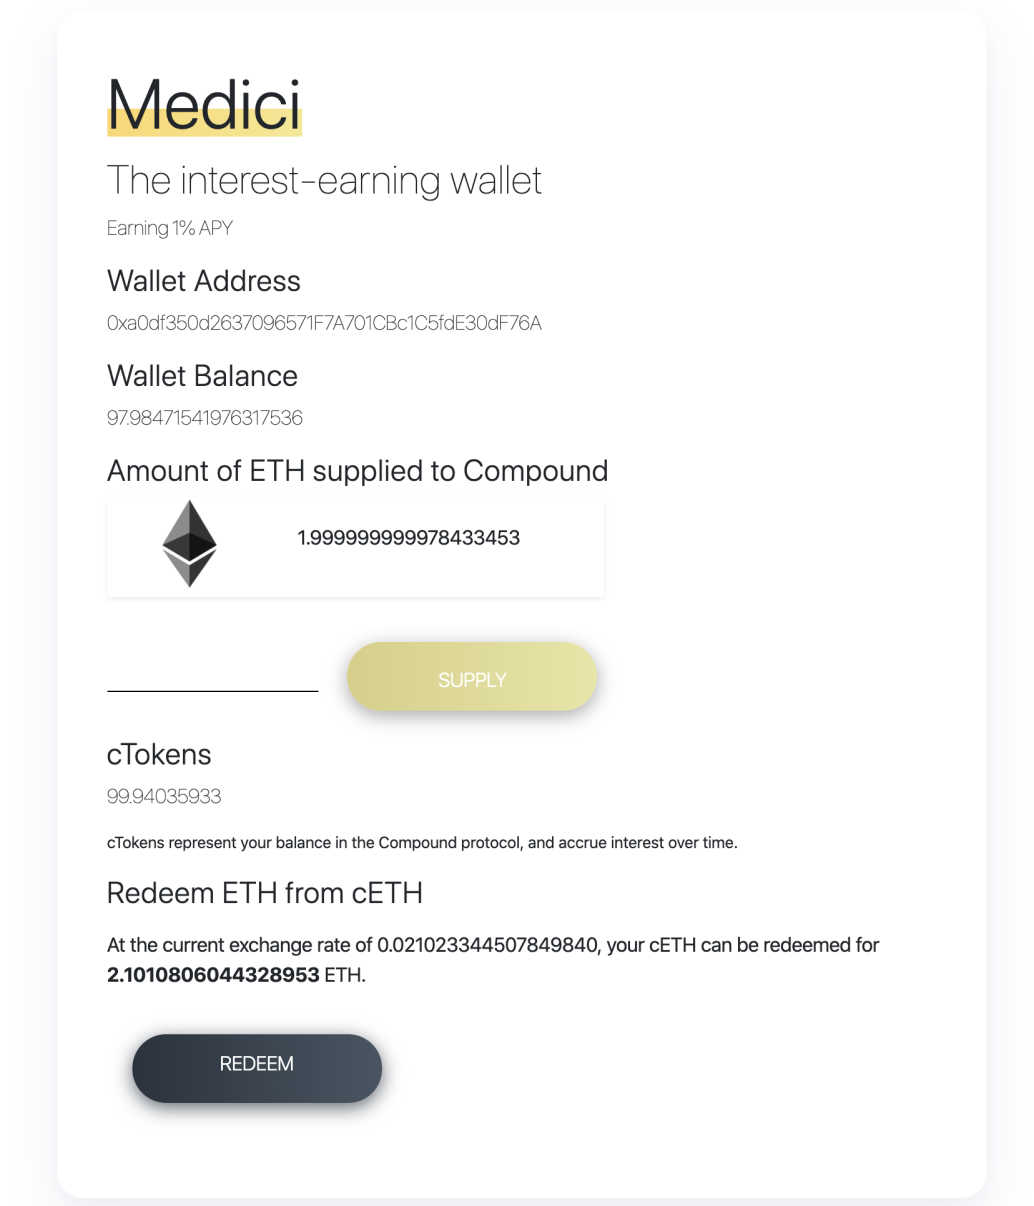 Medici
The interest-earning wallet
Earning 1% APY
Wallet Address
0xa0df350d2637096571F7A701CBc1C5fdE30dF76A
Wallet Balance
97.98471541976317536
Amount of ETH supplied to Compound
1.999999999978433453
SUPPLY
cTokens
99.94035933
cTokens represent your balance in the Compound protocol, and accrue interest over time.
Redeem ETH from cETH
At the current exchange rate of 0.021023344507849840, your cETH can be redeemed for
2.1010806044328953 ETH.
REDEEM